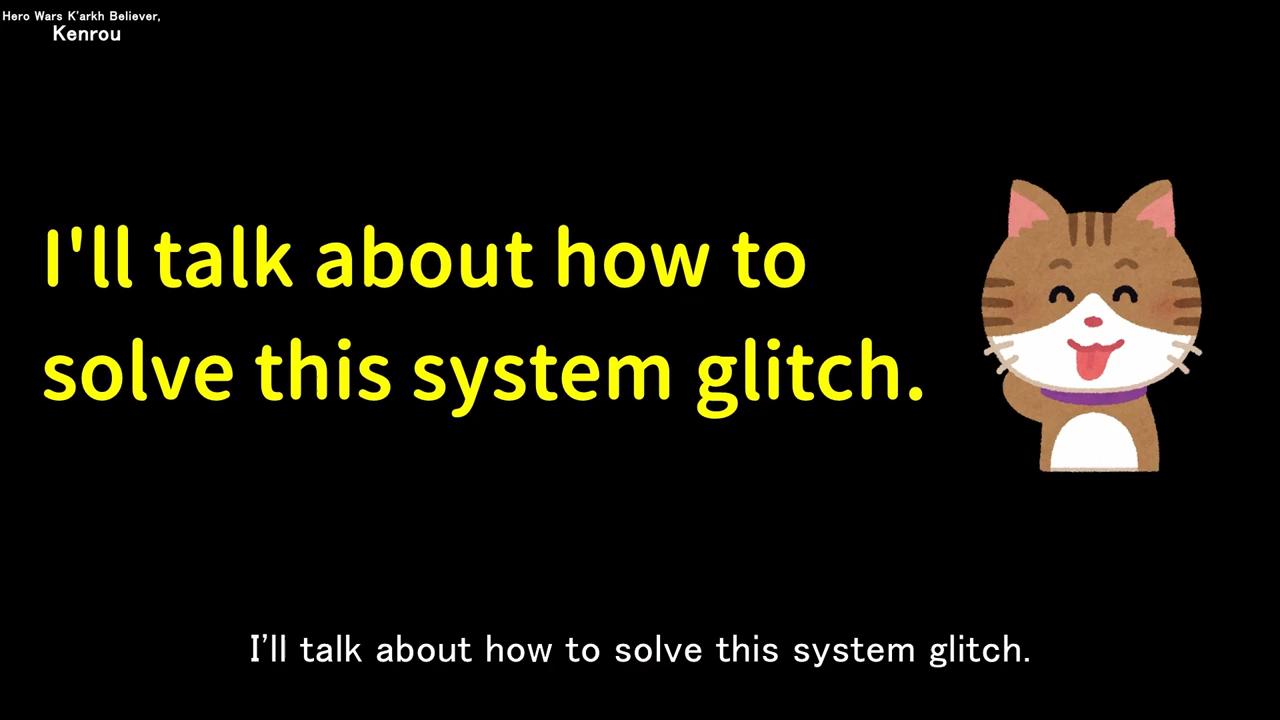 Hero Wars K'arkh Believer,
Kenrou
I'll talk about how to
solve this system glitch.
I'll talk about how to solve this system glitch.